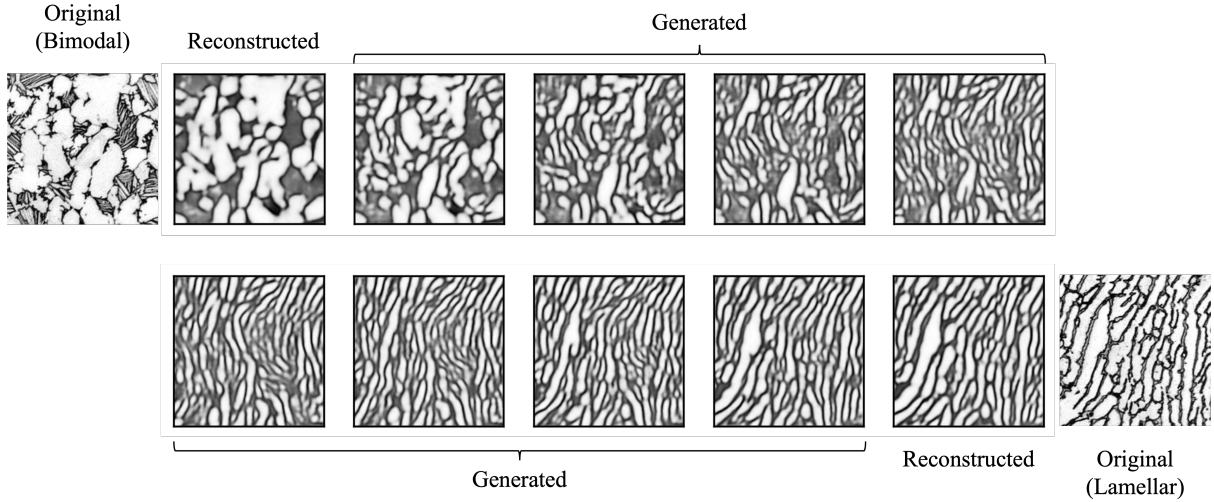 Original
(Bimodal)
Reconstructed
Generated
Generated
Reconstructed
Original
(Lamellar)